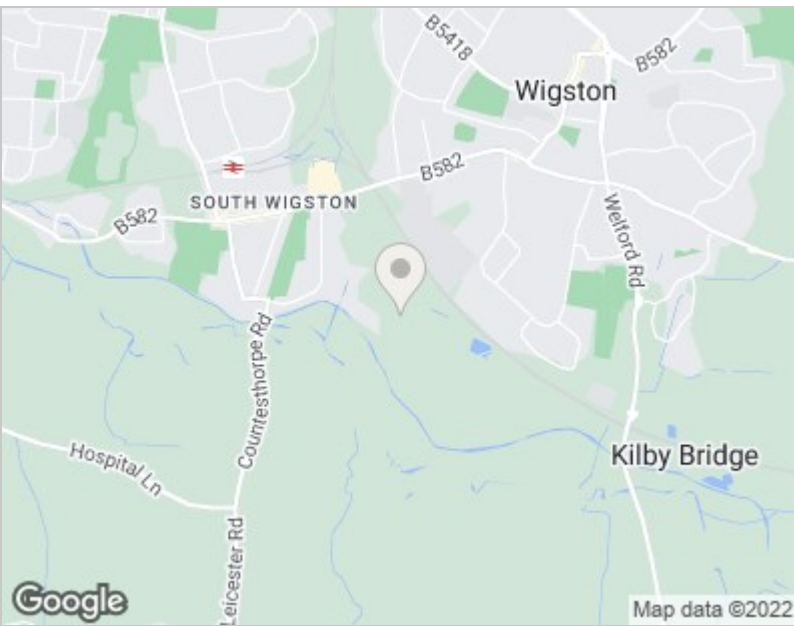 B5418
B582
Wigston
B582
SOUTH WIGSTON
B582
Welford Rd
Countesthorpe Rd
Hospital Ln
Kilby Bridge
Leicester Rd
Google
Map data ©2022